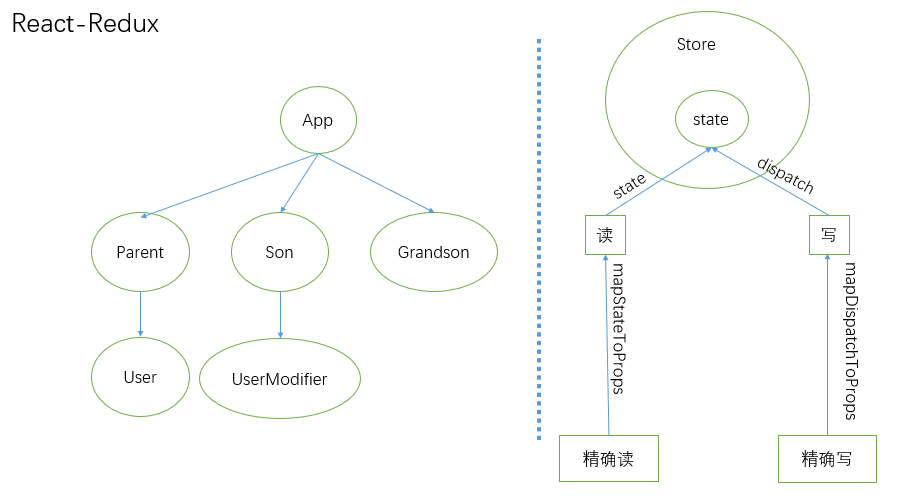 React-Redux
App
Parent
Son
Grandson
User
UserModifier
Store
state
state
dispatch
读
写
mapStateToProps
mapDispatchToProps
精确读
精确写